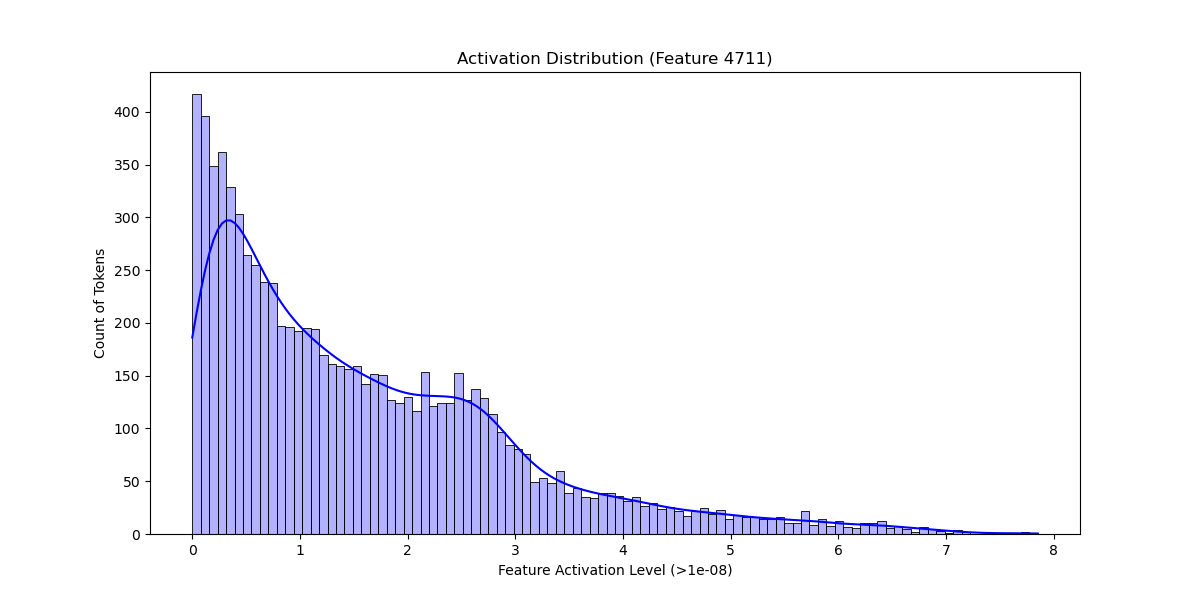 Activation Distribution (Feature 4711)
Count of Tokens
400
350
300
250
200
150
100
50
0
0 1 2 3 4 5 6 7 8
Feature Activation Level (>1e-08)